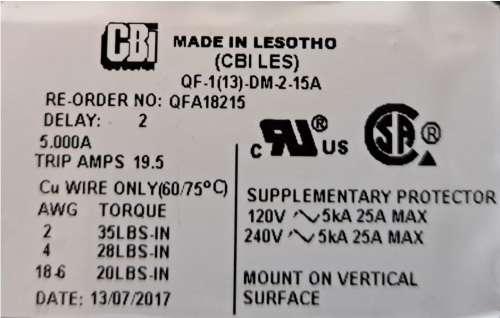 CBi
MADE IN LESOTHO
(CBI LES)
QF-1(13)-DM-2-15A
RE-ORDER NO: QFA18215
DELAY: 2
5.000A
TRIP AMPS 19.5
Cu WIRE ONLY(60/75°C)
AWG TORQUE
2 35LBS-IN
4 28LBS-IN
18-6 20LBS-IN
DATE: 13/07/2017
c RU® US
SA®
SUPPLEMENTARY PROTECTOR
120V ∿ 5kA 25A MAX
240V ∿ 5kA 25A MAX
MOUNT ON VERTICAL
SURFACE